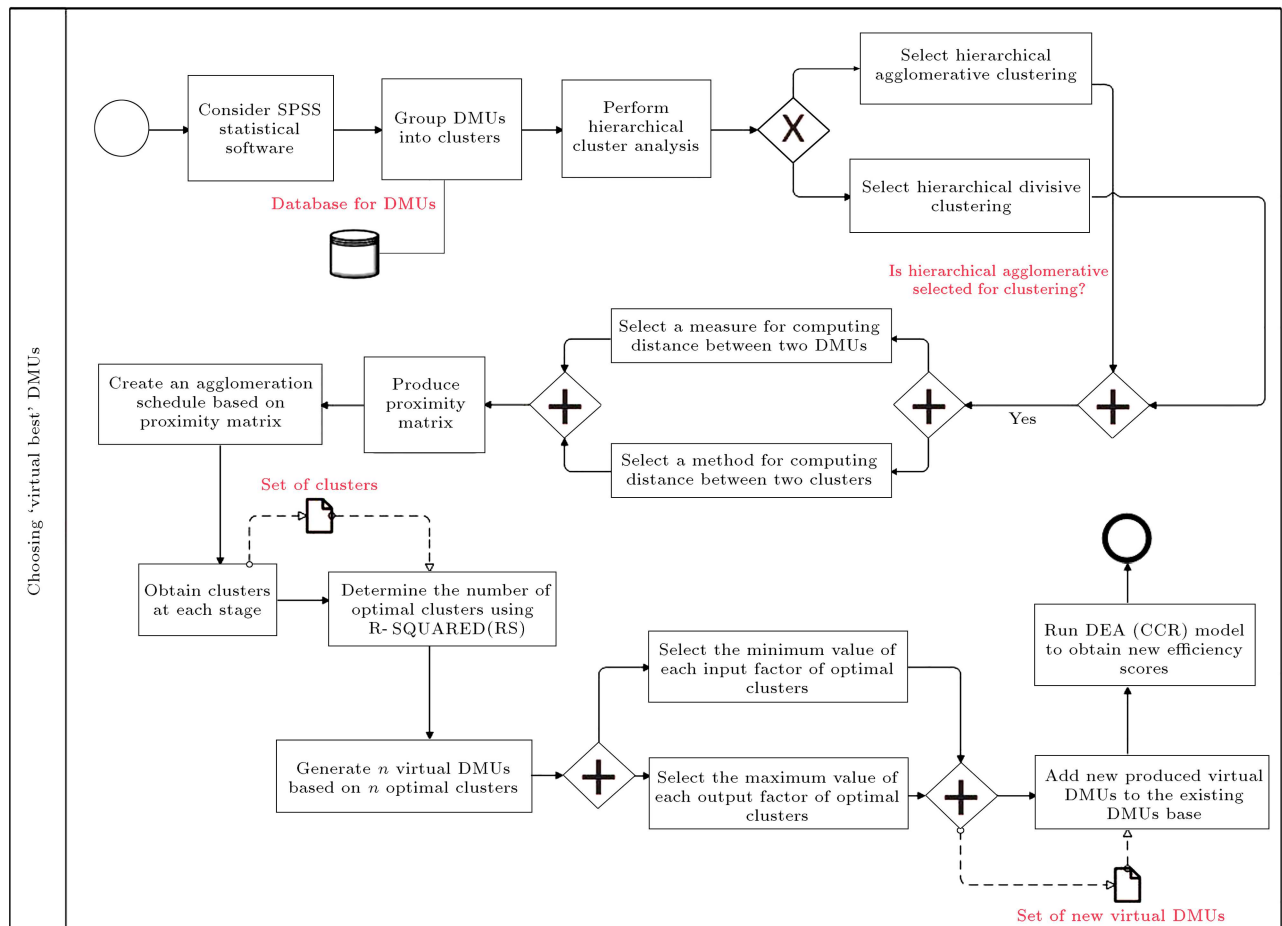 Choosing ‘virtual best’ DMUs
Consider SPSS
statistical
software
Group DMUs
into clusters
Perform
hierarchical
cluster analysis
X
Select hierarchical
agglomerative clustering
Select hierarchical divisive
clustering
Database for DMUs
Is hierarchical agglomerative
selected for clustering?
Yes
Select a measure for computing
distance between two DMUs
Select a method for computing
distance between two clusters
Produce
proximity
matrix
Create an agglomeration
schedule based on
proximity matrix
Set of clusters
Obtain clusters
at each stage
Determine the number of
optimal clusters using
R-SQUARED(RS)
Generate n virtual DMUs
based on n optimal clusters
Select the minimum value of
each input factor of optimal
clusters
Select the maximum value of
each output factor of optimal
clusters
Add new produced virtual
DMUs to the existing
DMUs base
Run DEA (CCR) model
to obtain new efficiency
scores
Set of new virtual DMUs